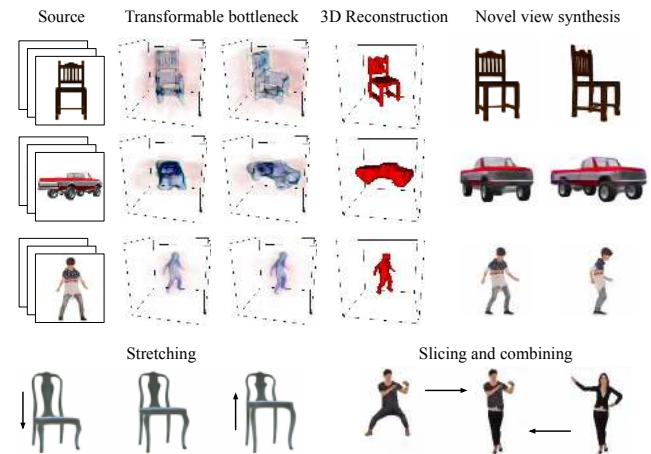 Source Transformable bottleneck 3D Reconstruction Novel view synthesis
Stretching Slicing and combining